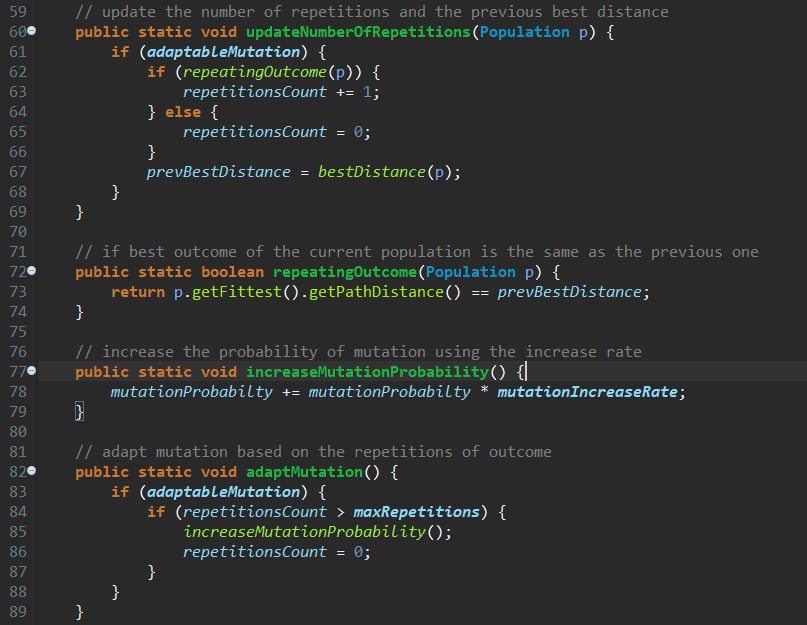 59 // update the number of repetitions and the previous best distance
60 public static void updateNumberOfRepetitions(Population p) {
61 if (adaptableMutation) {
62 if (repeatingOutcome(p)) {
63 repetitionsCount += 1;
64 } else {
65 repetitionsCount = 0;
66 }
67 prevBestDistance = bestDistance(p);
68 }
69 }
70
71 // if best outcome of the current population is the same as the previous one
72 public static boolean repeatingOutcome(Population p) {
73 return p.getFittest().getPathDistance() == prevBestDistance;
74 }
75
76 // increase the probability of mutation using the increase rate
77 public static void increaseMutationProbability() {
78 mutationProbabilty += mutationProbabilty * mutationIncreaseRate;
79 }
80
81 // adapt mutation based on the repetitions of outcome
82 public static void adaptMutation() {
83 if (adaptableMutation) {
84 if (repetitionsCount > maxRepetitions) {
85 increaseMutationProbability();
86 repetitionsCount = 0;
87 }
88 }
89 }